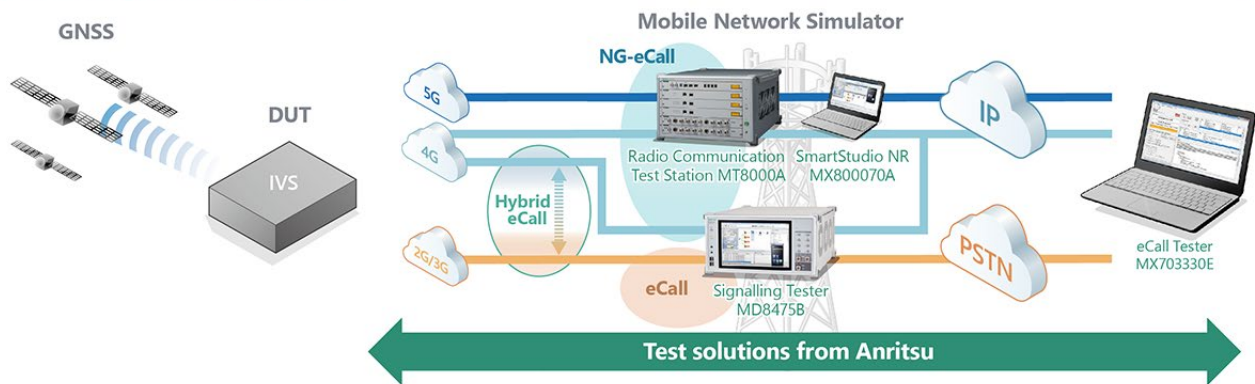 GNSS
DUT
IVS
Mobile Network Simulator
NG-eCall
5G
4G
2G/3G
Hybrid
eCall
eCall
Radio Communication
Test Station MT8000A
SmartStudio NR
MX800070A
Signalling Tester
MD8475B
IP
PSTN
eCall Tester
MX703330E
Test solutions from Anritsu